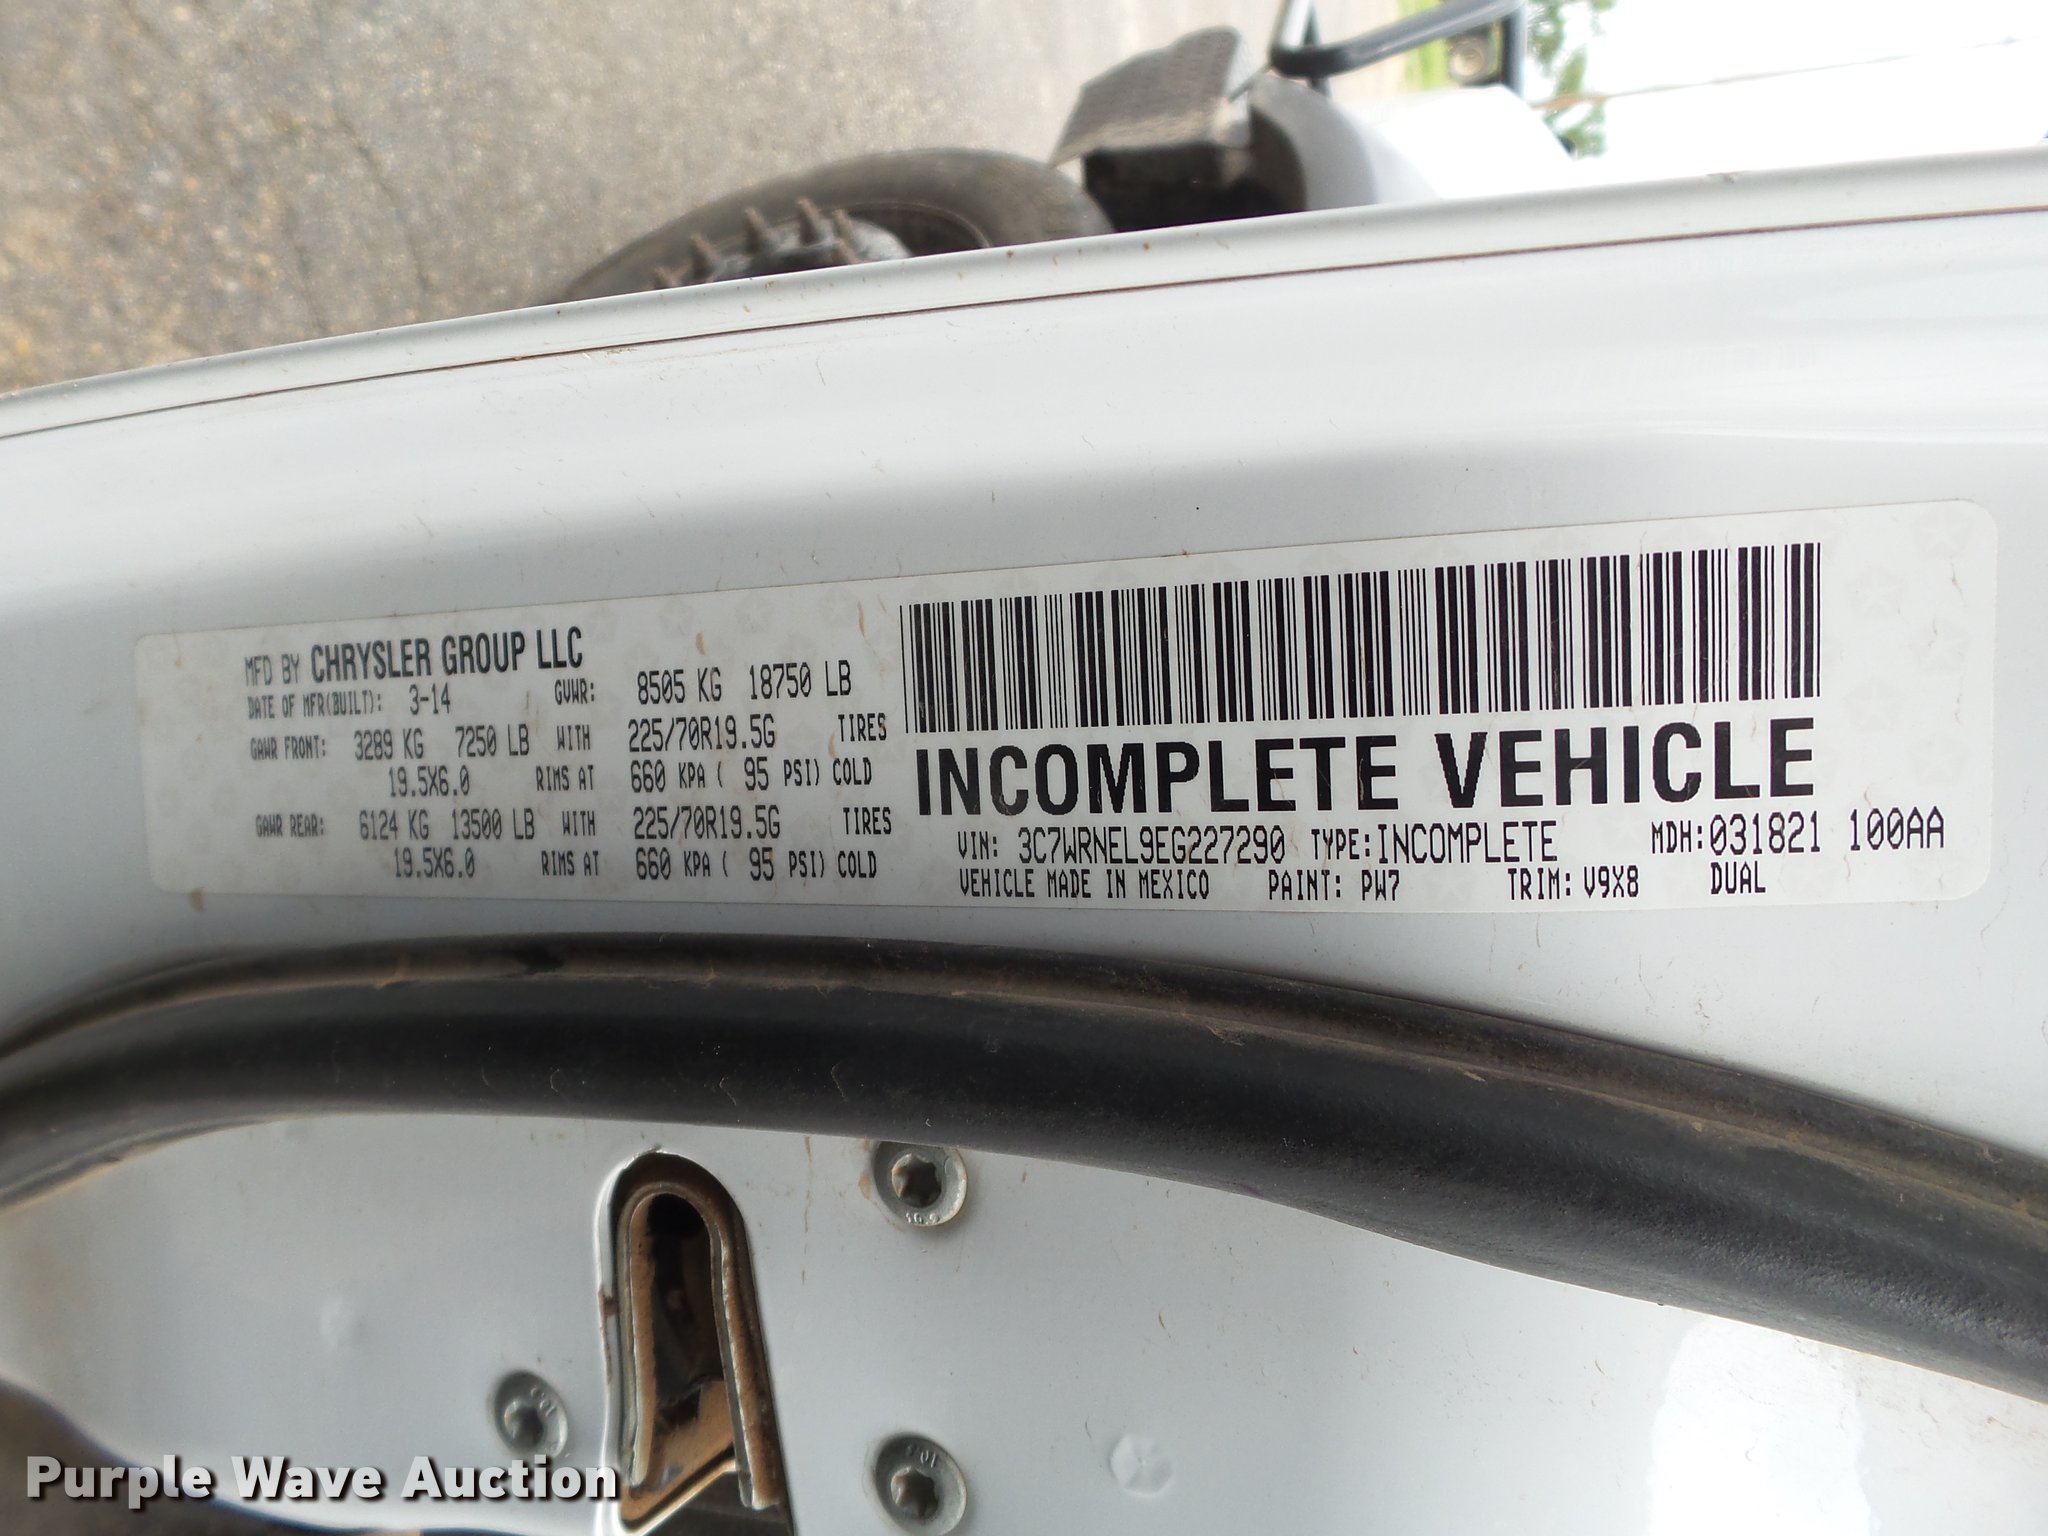 MFD BY CHRYSLER GROUP LLC
DATE OF MFR(BUILT): 3-14 GVWR: 8505 KG 18750 LB
GAWR FRONT: 3289 KG 7250 LB WITH 225/70R19.5G TIRES
19.5X6.0 RIMS AT 660 KPA ( 95 PSI) COLD
GAWR REAR: 6124 KG 13500 LB WITH 225/70R19.5G TIRES
19.5X6.0 RIMS AT 660 KPA ( 95 PSI) COLD
INCOMPLETE VEHICLE
VIN: 3C7WRNEL9EG227290 TYPE: INCOMPLETE MDH: 031821 100AA
VEHICLE MADE IN MEXICO PAINT: PW7 TRIM: V9X8 DUAL
10.9
Purple Wave Auction